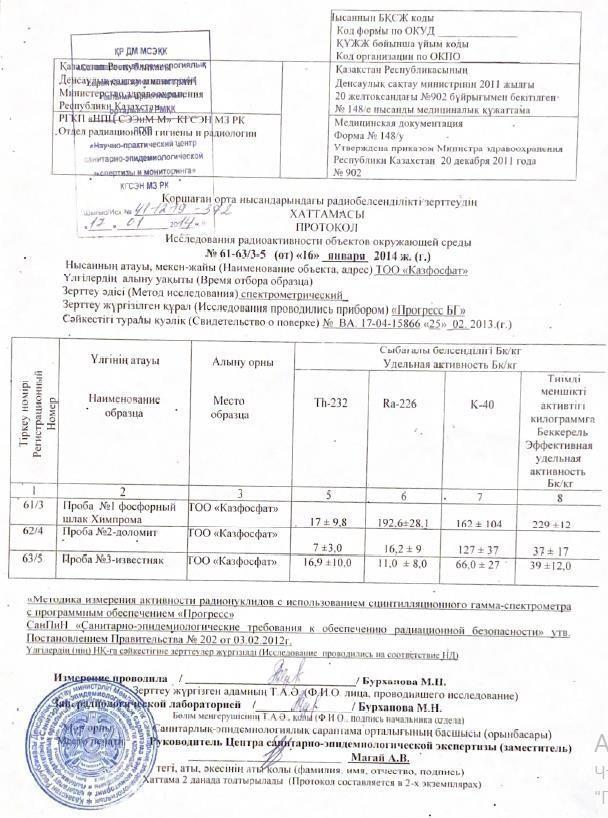 Нысанның БҚСЖ коды
Код формы по ОКУД
ҚҰЖЖ бойынша ұйым коды
Код организации по ОКПО
ҚР ДМ МСЭҚК
Қазақстан Республикасы
Денсаулық сақтау министрлігі
Министерство здравоохранения
Республики Казахстан
РГКП «НПЦ СЭЭиМ М» КГСЭН МЗ РК
Отдел радиационной гигиены и радиологии
«Научно-практический центр
санитарно-эпидемиологической
экспертизы и мониторинга»
КГСЭН МЗ РК
Шығыс/Исх № 41-12-19
17. 01 2014 г.
Қазақстан Республикасының
Денсаулық сақтау министрінің 2011 жылғы
20 желтоксандағы №902 бұйрығымен бекітілген
№ 148/е нысанды медициналық құжаттама
Медицинская документация
Форма № 148/у
Утверждена приказом Министра здравоохранения
Республики Казахстан 20 декабря 2011 года
№ 902
Қоршаған орта нысандарындағы радиобелсенділікті зерттеудің
ХАТТАМАСЫ
ПРОТОКОЛ
Исследования радиоактивности объектов окружающей среды
№ 61-63/3-5 (от) «16» января 2014 ж. (г.)
Нысанның атауы, мекен-жайы (Наименование объекта, адрес) ТОО «Казфосфат»
Үлгілердің алыну уақыты (Время отбора образца)
Зерттеу әдісі (Метод исследования) спектрометрический
Зерттеу жүргізілген құрал (Исследования проводились прибором) «Прогресс БГ»
Сәйкестігі туралы куәлік (Свидетельство о поверке) № ВА. 17-04-15866 «25» 02. 2013.(г.)
Тіркеу нөмірі
Регистрационный
Номер
Үлгінің атауы
Наименование
образца
Алыну орны
Место
образца
Сыбағалы белсенділігі Бк/кг
Удельная активность Бк/кг
Th-232
Ra-226
K-40
Тиімді
меншікті
активтігі
килограммға
Беккерель
Эффективная
удельная
активность
Бк/кг
1 2 3 5 6 7 8
61/3 Проба №1 фосфорный шлак Химпрома ТОО «Казфосфат» 17 ± 9,8 192,6±28,1 162 ± 104 229 ±12
62/4 Проба №2-доломит ТОО «Казфосфат» 7 ±3,0 16,2 ± 9 127 ± 37 37 ± 17
63/5 Проба №3-известняк ТОО «Казфосфат» 16,9 ±10,0 11,0 ± 8,0 66,0 ± 27 39 ±12,0
«Методика измерения активности радионуклидов с использованием сцинтилляционного гамма-спектрометра
с программным обеспечением «Прогресс»
СанПиН «Санитарно-эпидемиологические требования к обеспечению радиационной безопасности» утв.
Постановлением Правительства № 202 от 03.02.2012г.
Үлгілердің (нің) НҚ-ға сәйкестігіне зерттеулер жүргізілді (Исследование проводились на соответствие НД)
Измерение проводила / / Бурханова М.Н.
Зерттеу жүргізген адамның Т.А.Ә. (Ф.И.О лица, проводившего исследование)
Зав. радиологической лабораторией / / Бурханова М.Н.
Бөлім меңгерушінің Т.А.Ә., қолы (Ф.И.О., подпись начальника отдела)
Санитарлық-эпидемиологиялық сараптама орталығының басшысы (орынбасары)
Руководитель Центра санитарно-эпидемиологической экспертизы (заместитель)
Магай А.В.
тегі, аты, әкесінің аты қолы (фамилия, имя, отчество, подпись)
Хаттама 2 данада толтырылады (Протокол составляется в 2-х экземплярах)